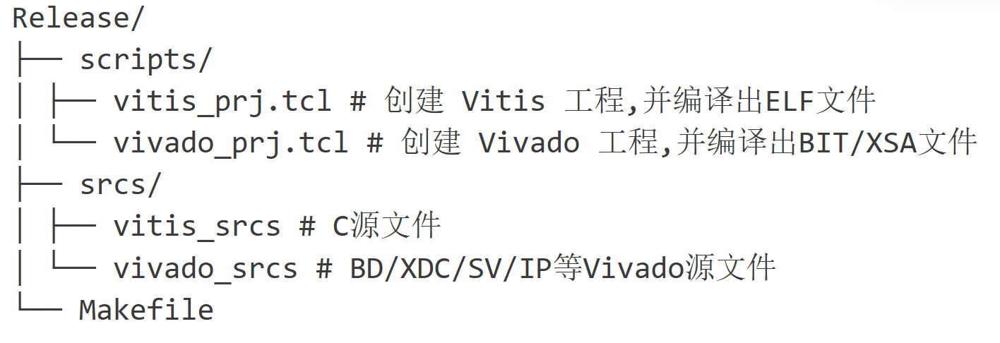 Release/
├── scripts/
│ ├── vitis_prj.tcl # 创建 Vitis 工程,并编译出ELF文件
│ └── vivado_prj.tcl # 创建 Vivado 工程,并编译出BIT/XSA文件
├── srcs/
│ ├── vitis_srcs # C源文件
│ └── vivado_srcs # BD/XDC/SV/IP等Vivado源文件
└── Makefile